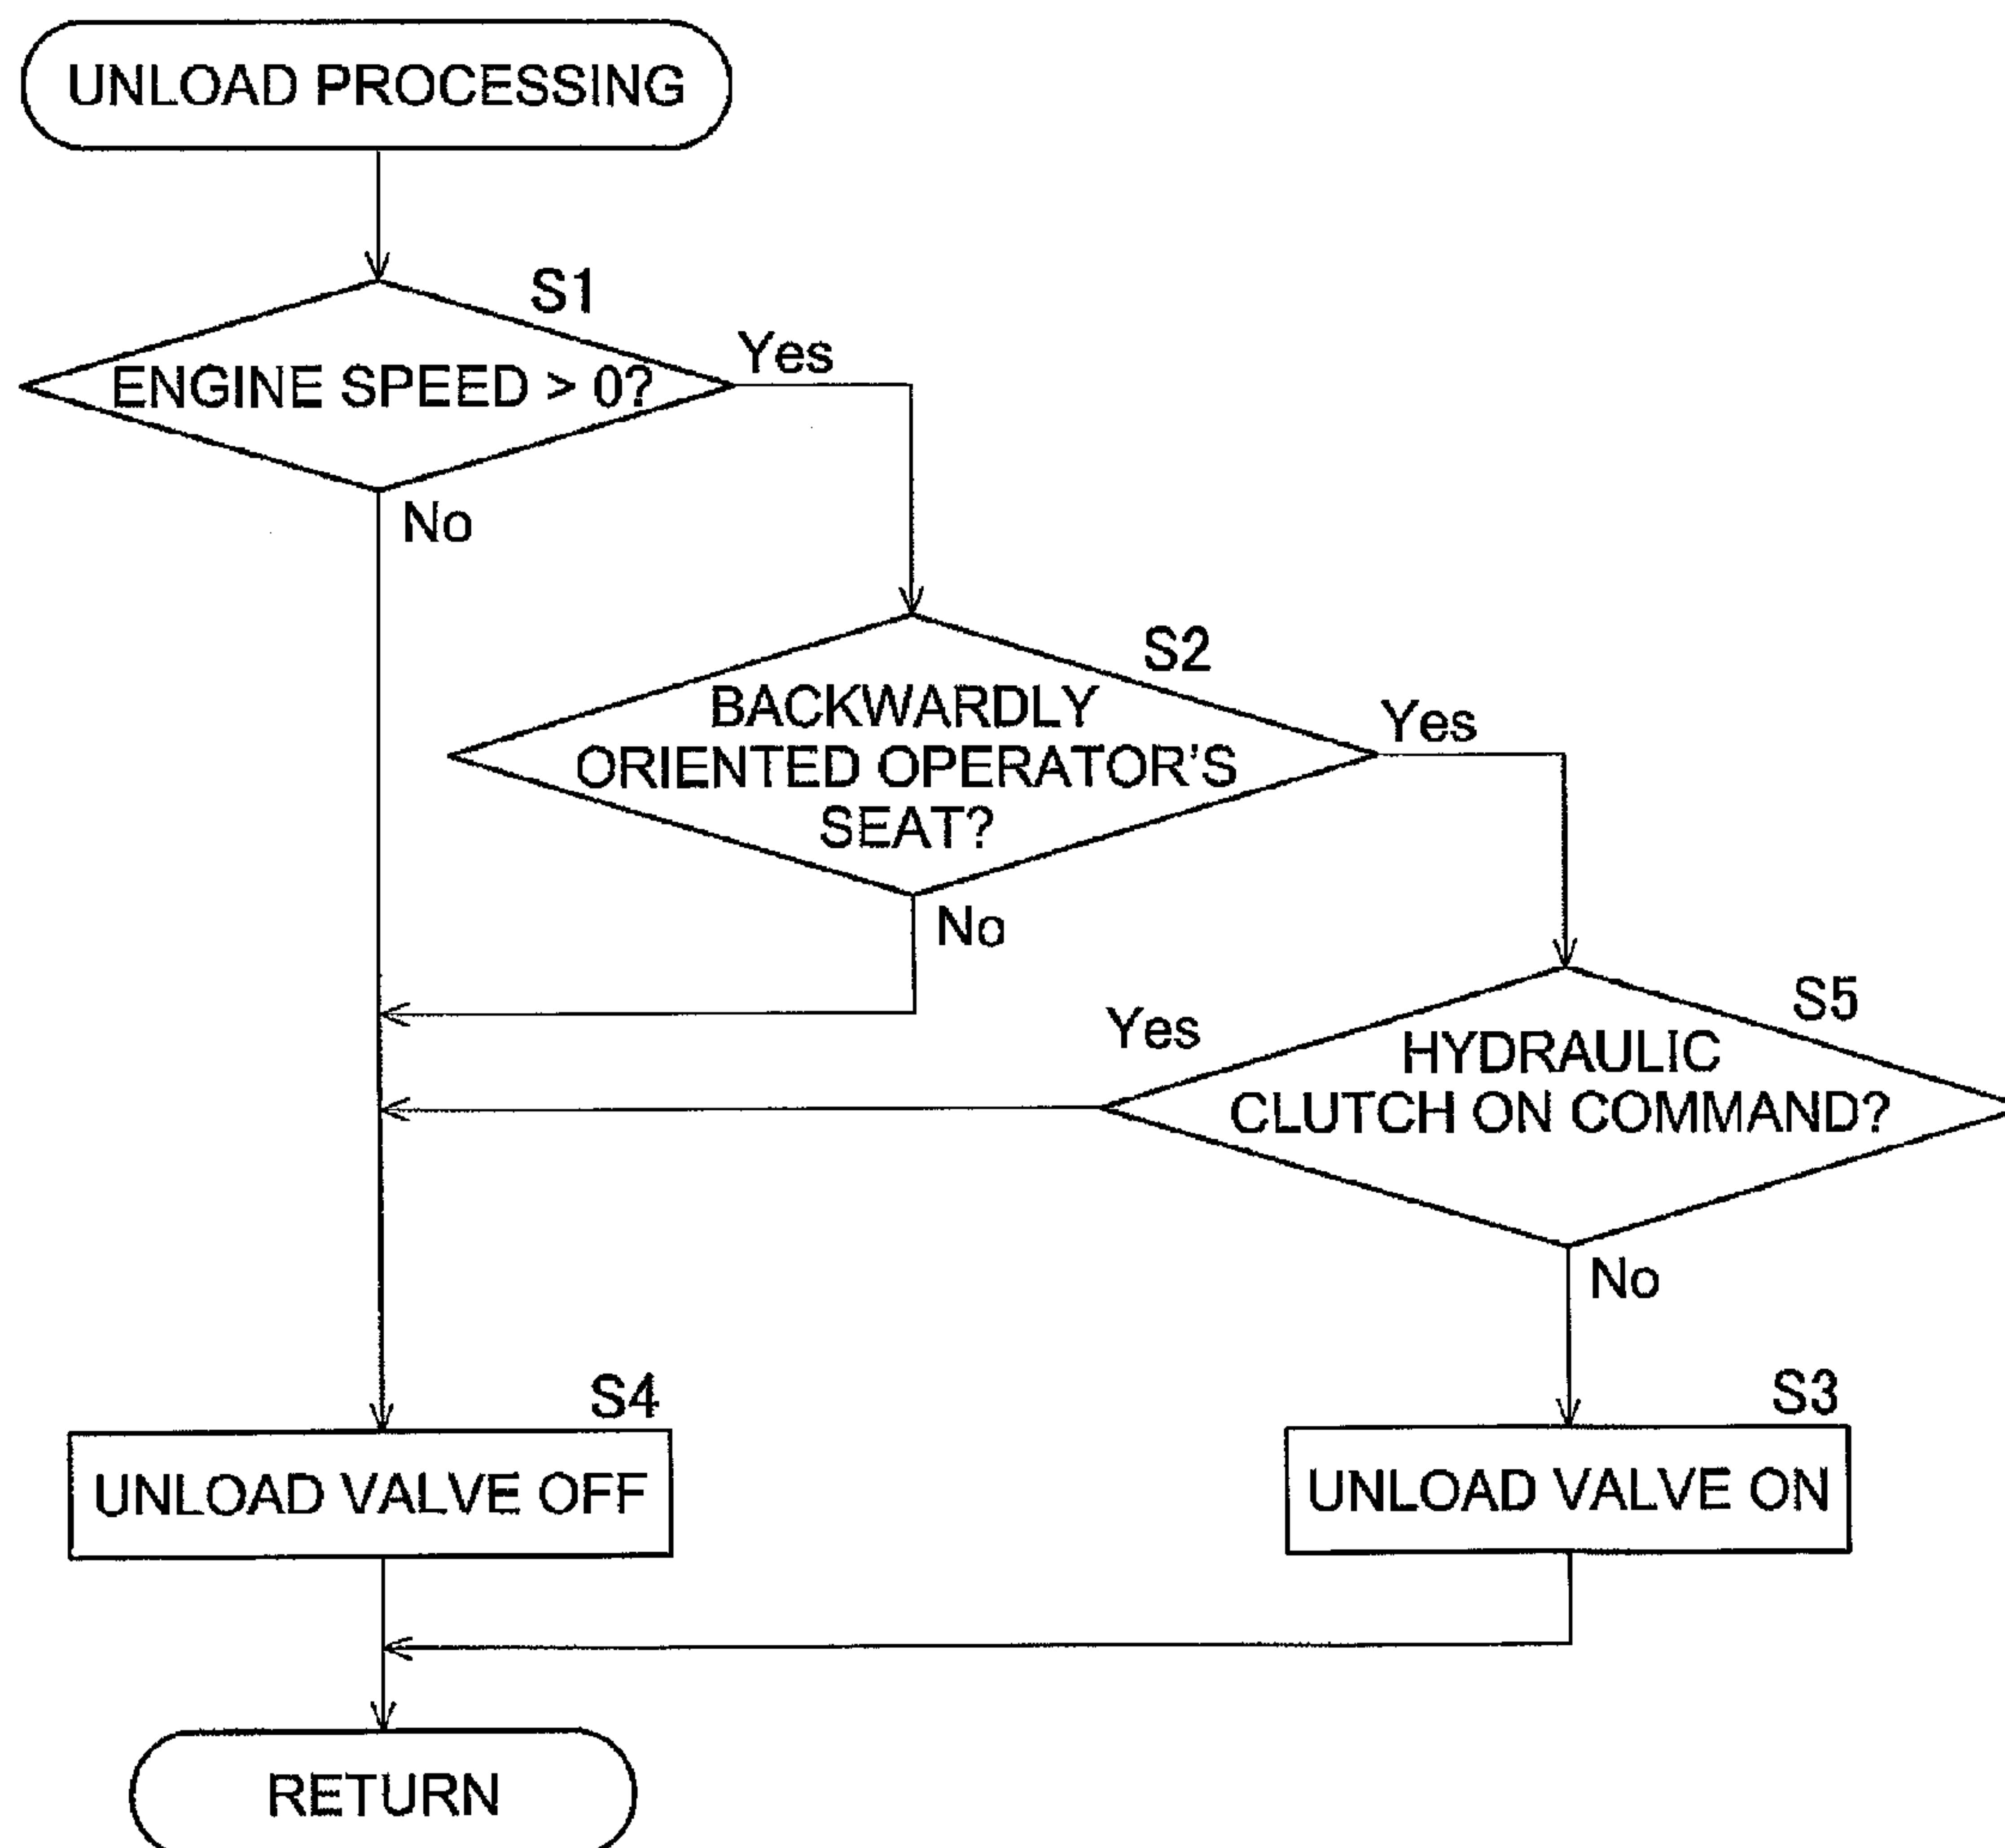 UNLOAD PROCESSING
S1
ENGINE SPEED > 0?
Yes
No
S2
BACKWARDLY
ORIENTED OPERATOR'S
SEAT?
Yes
No
S5
HYDRAULIC
CLUTCH ON COMMAND?
Yes
No
S4
UNLOAD VALVE OFF
S3
UNLOAD VALVE ON
RETURN